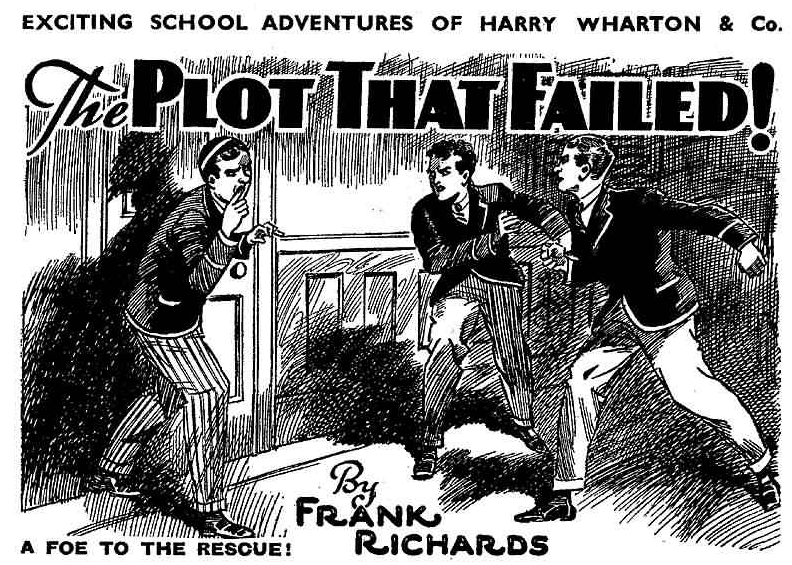 EXCITING SCHOOL ADVENTURES OF HARRY WHARTON & Co.
The PLOT THAT FAILED!
By
FRANK
RICHARDS
A FOE TO THE RESCUE!